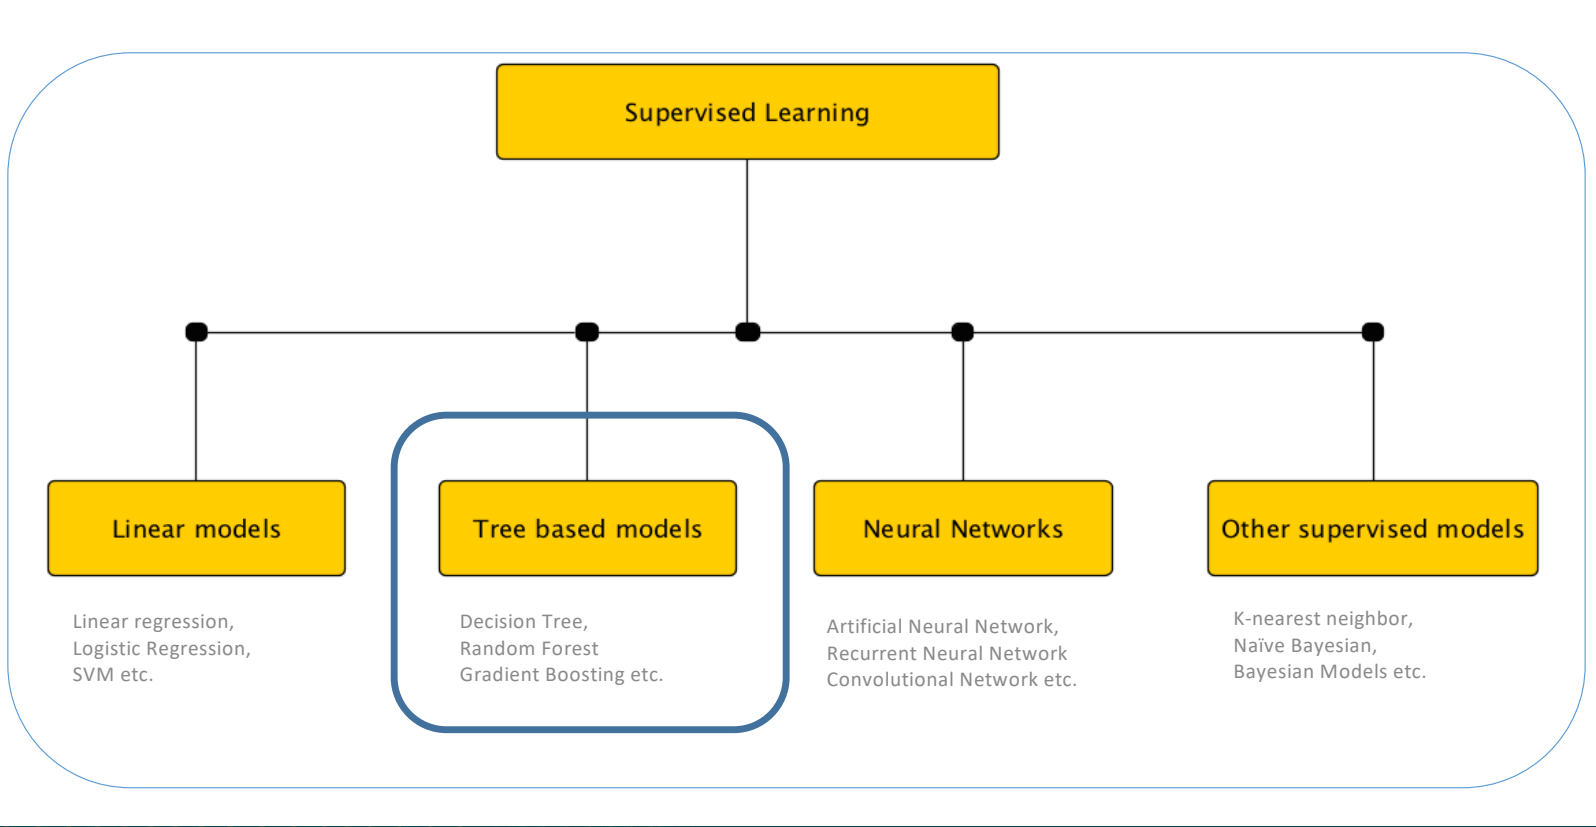 Supervised Learning
Linear models
Tree based models
Neural Networks
Other supervised models
Linear regression,
Logistic Regression,
SVM etc.
Decision Tree,
Random Forest
Gradient Boosting etc.
Artificial Neural Network,
Recurrent Neural Network
Convolutional Network etc.
K-nearest neighbor,
Naïve Bayesian,
Bayesian Models etc.